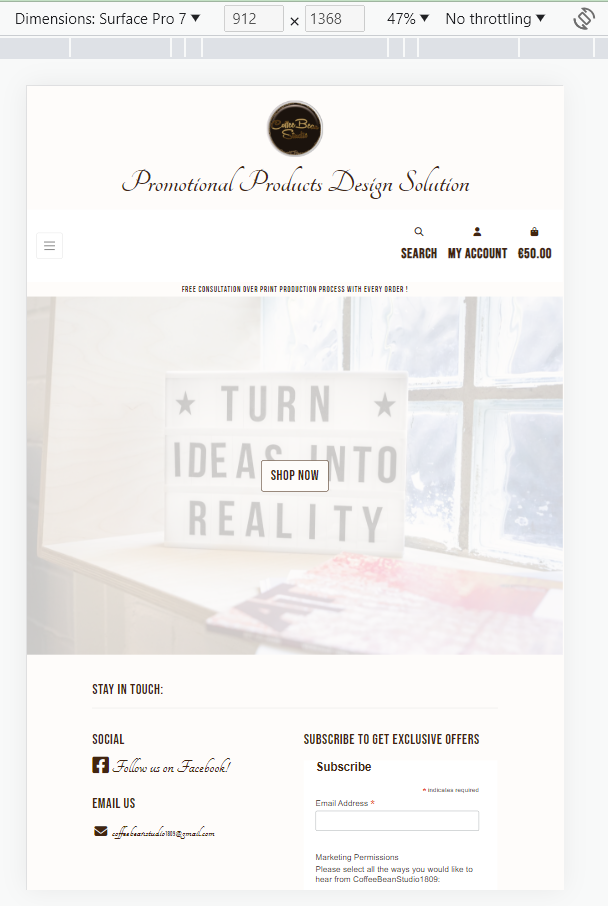 Dimensions: Surface Pro 7 ▼ 912 × 1368 47% ▼ No throttling ▼
Coffee Bean
Studio
Promotional Products Design Solution
SEARCH MY ACCOUNT €50.00
FREE CONSULTATION OVER PRINT PRODUCTION PROCESS WITH EVERY ORDER !
★ TURN ★
IDEAS INTO
SHOP NOW
REALITY
STAY IN TOUCH:
SOCIAL
Follow us on Facebook!
EMAIL US
coffeebeanstudio1809@gmail.com
SUBSCRIBE TO GET EXCLUSIVE OFFERS
Subscribe
* indicates required
Email Address *
Marketing Permissions
Please select all the ways you would like to
hear from CoffeeBeanStudio1809: